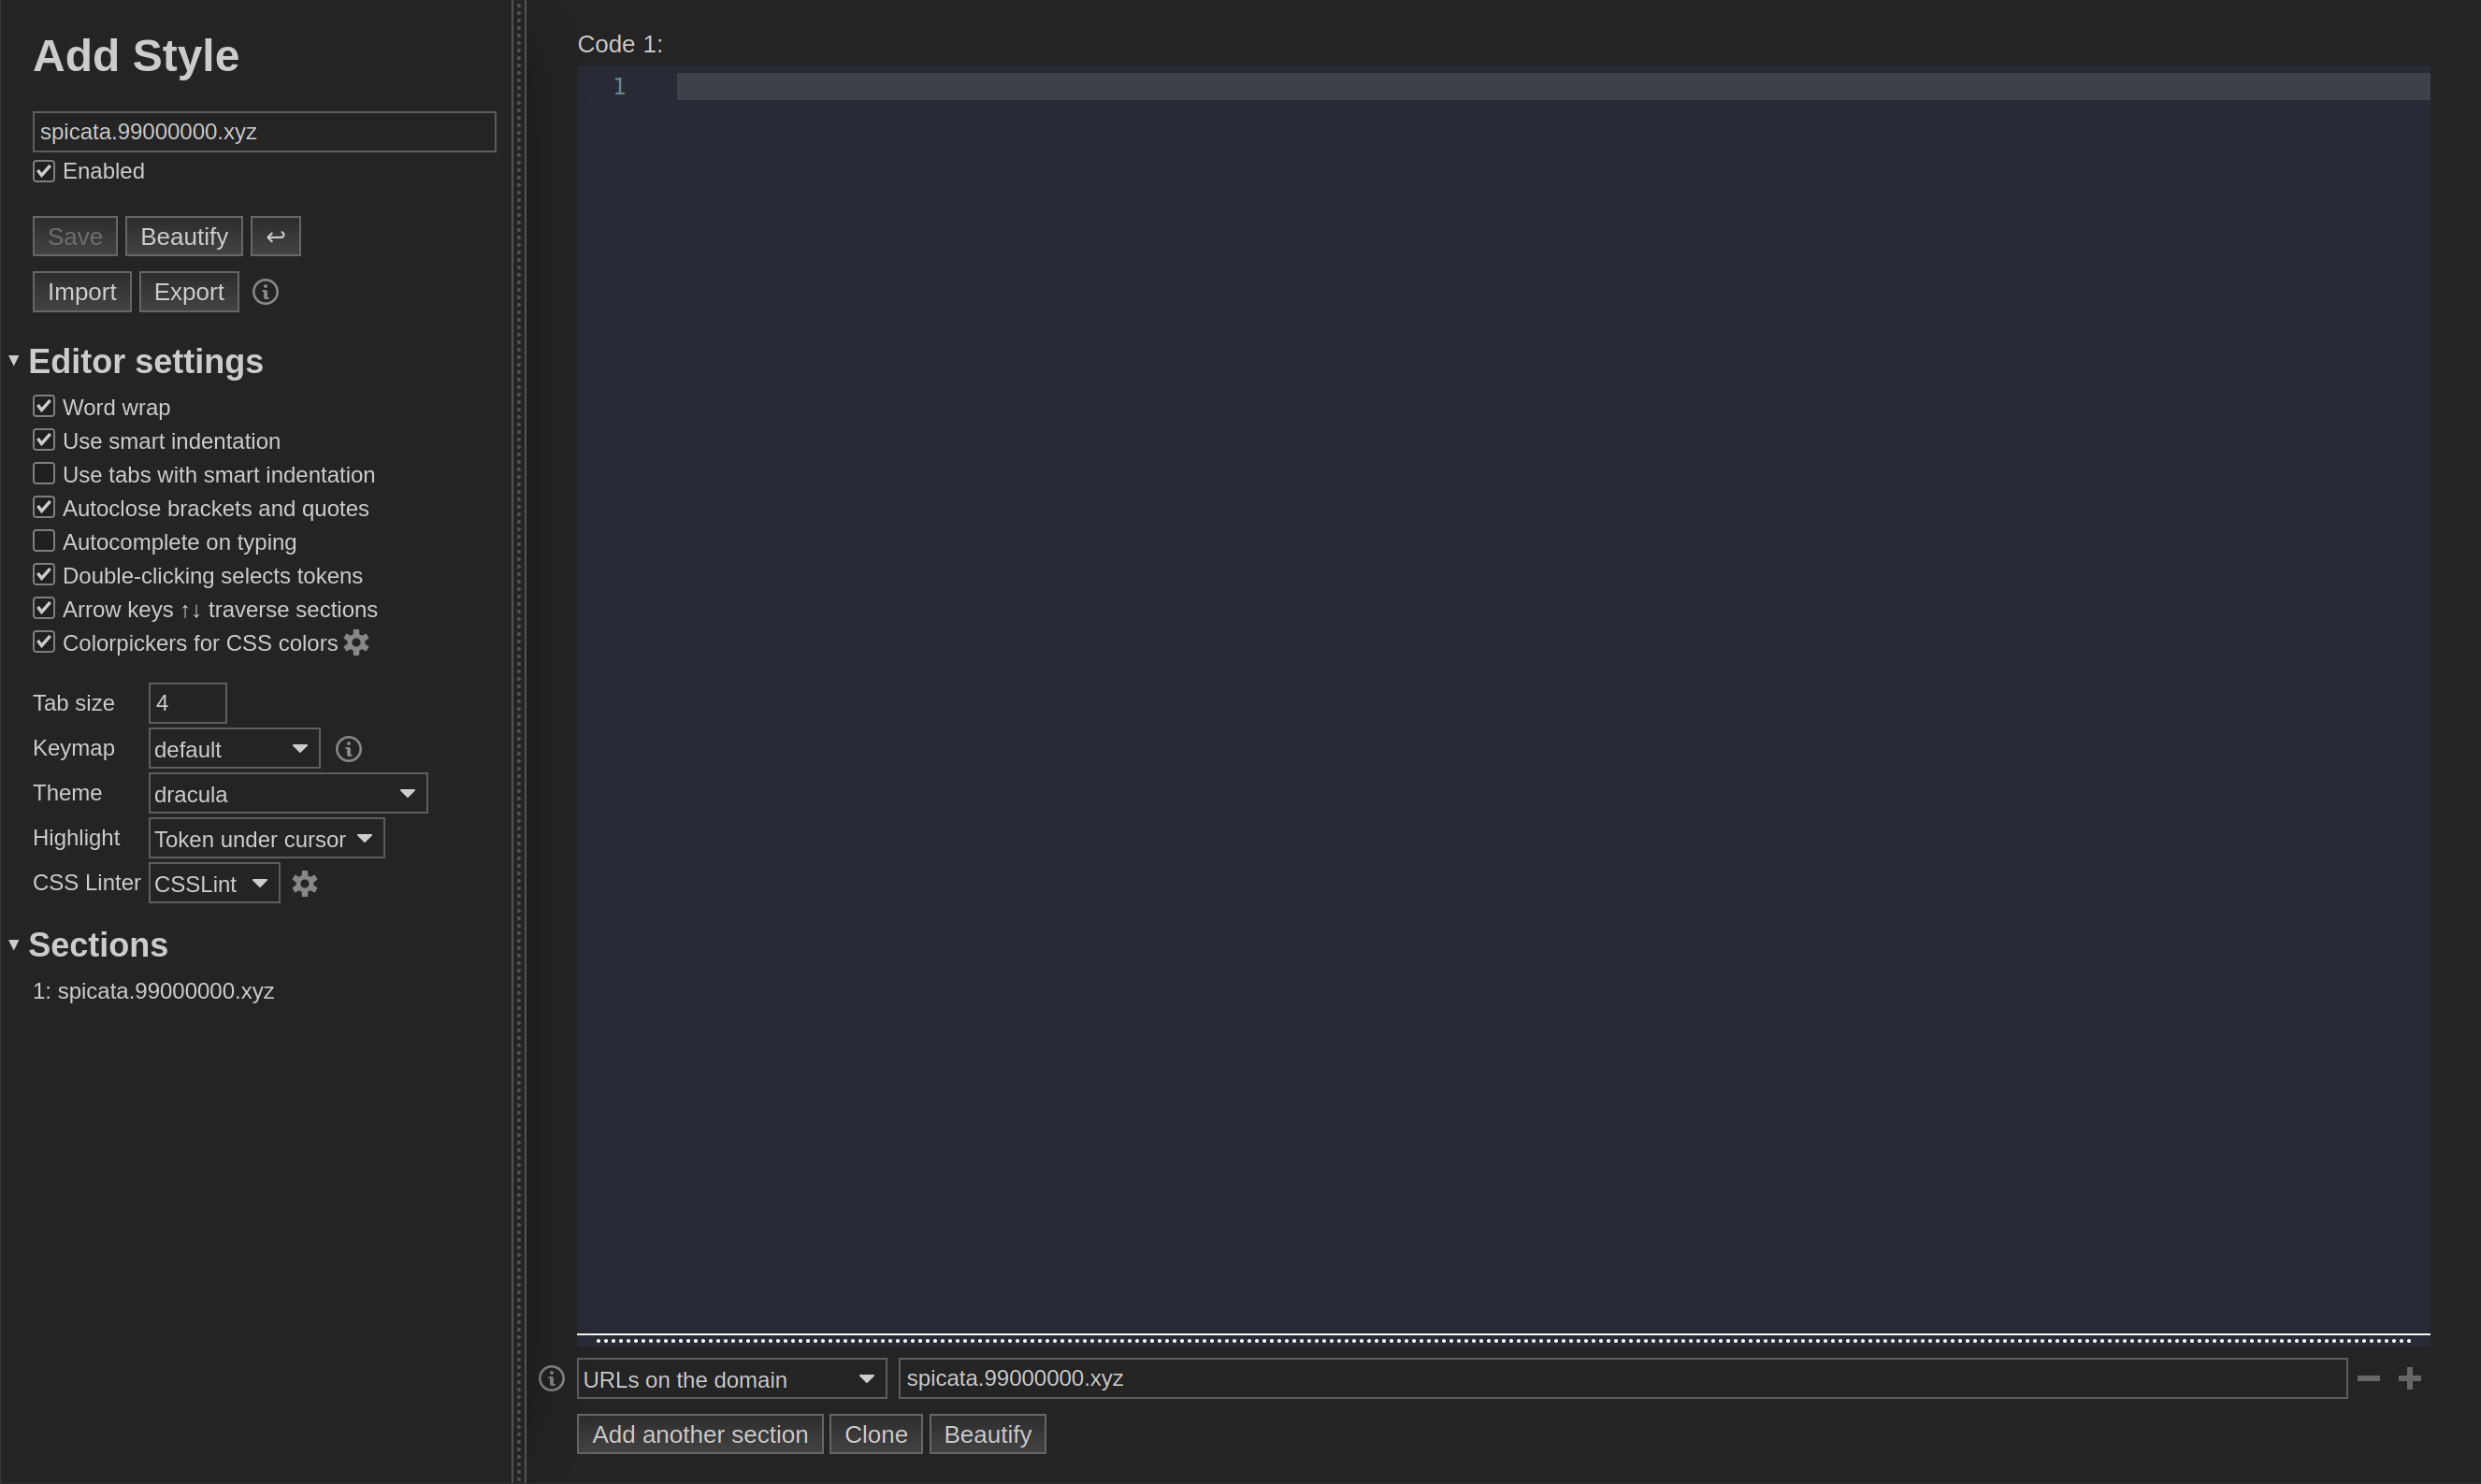 Add Style
spicata.99000000.xyz
Enabled
Save Beautify ↩
Import Export
Editor settings
Word wrap
Use smart indentation
Use tabs with smart indentation
Autoclose brackets and quotes
Autocomplete on typing
Double-clicking selects tokens
Arrow keys ↑↓ traverse sections
Colorpickers for CSS colors
Tab size 4
Keymap default
Theme dracula
Highlight Token under cursor
CSS Linter CSSLint
Sections
1: spicata.99000000.xyz
Code 1:
1
URLs on the domain spicata.99000000.xyz
Add another section Clone Beautify